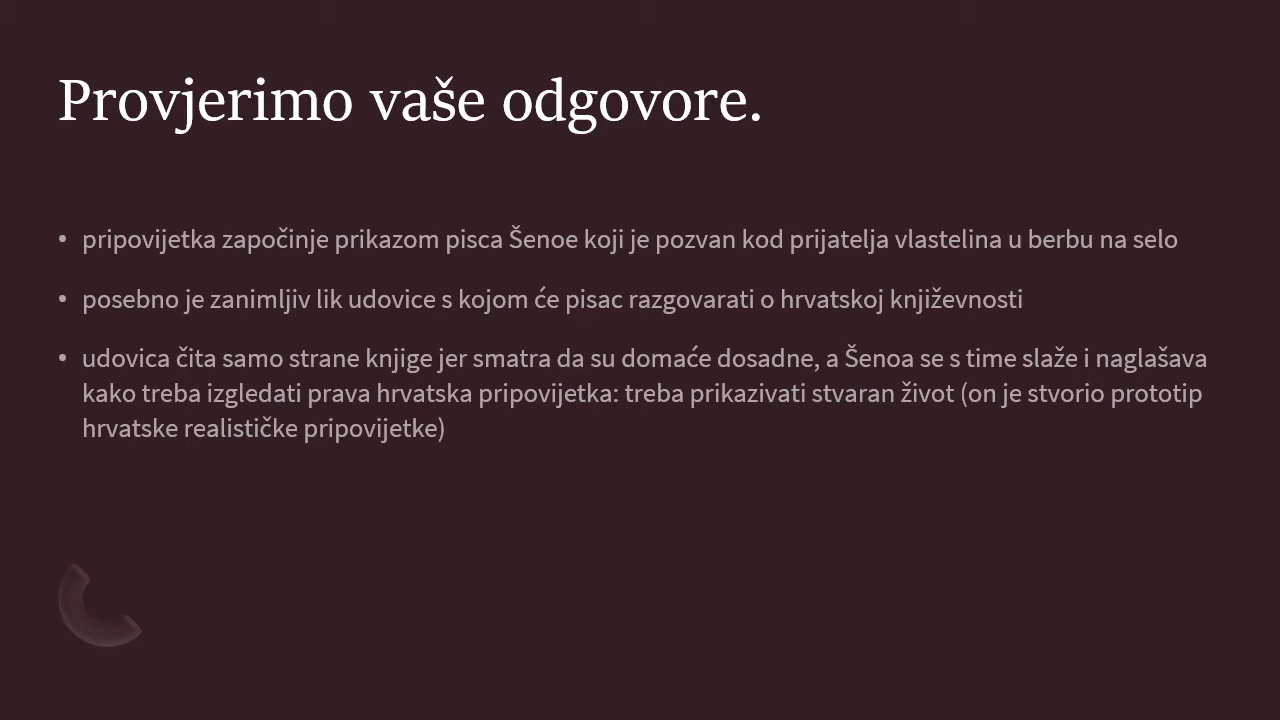 Provjerimo vaše odgovore.
• pripovijetka započinje prikazom pisca Šenoe koji je pozvan kod prijatelja vlastelina u berbu na selo
• posebno je zanimljiv lik udovice s kojom će pisac razgovarati o hrvatskoj književnosti
• udovica čita samo strane knjige jer smatra da su domaće dosadne, a Šenoa se s time slaže i naglašava
kako treba izgledati prava hrvatska pripovijetka: treba prikazivati stvaran život (on je stvorio prototip
hrvatske realističke pripovijetke)